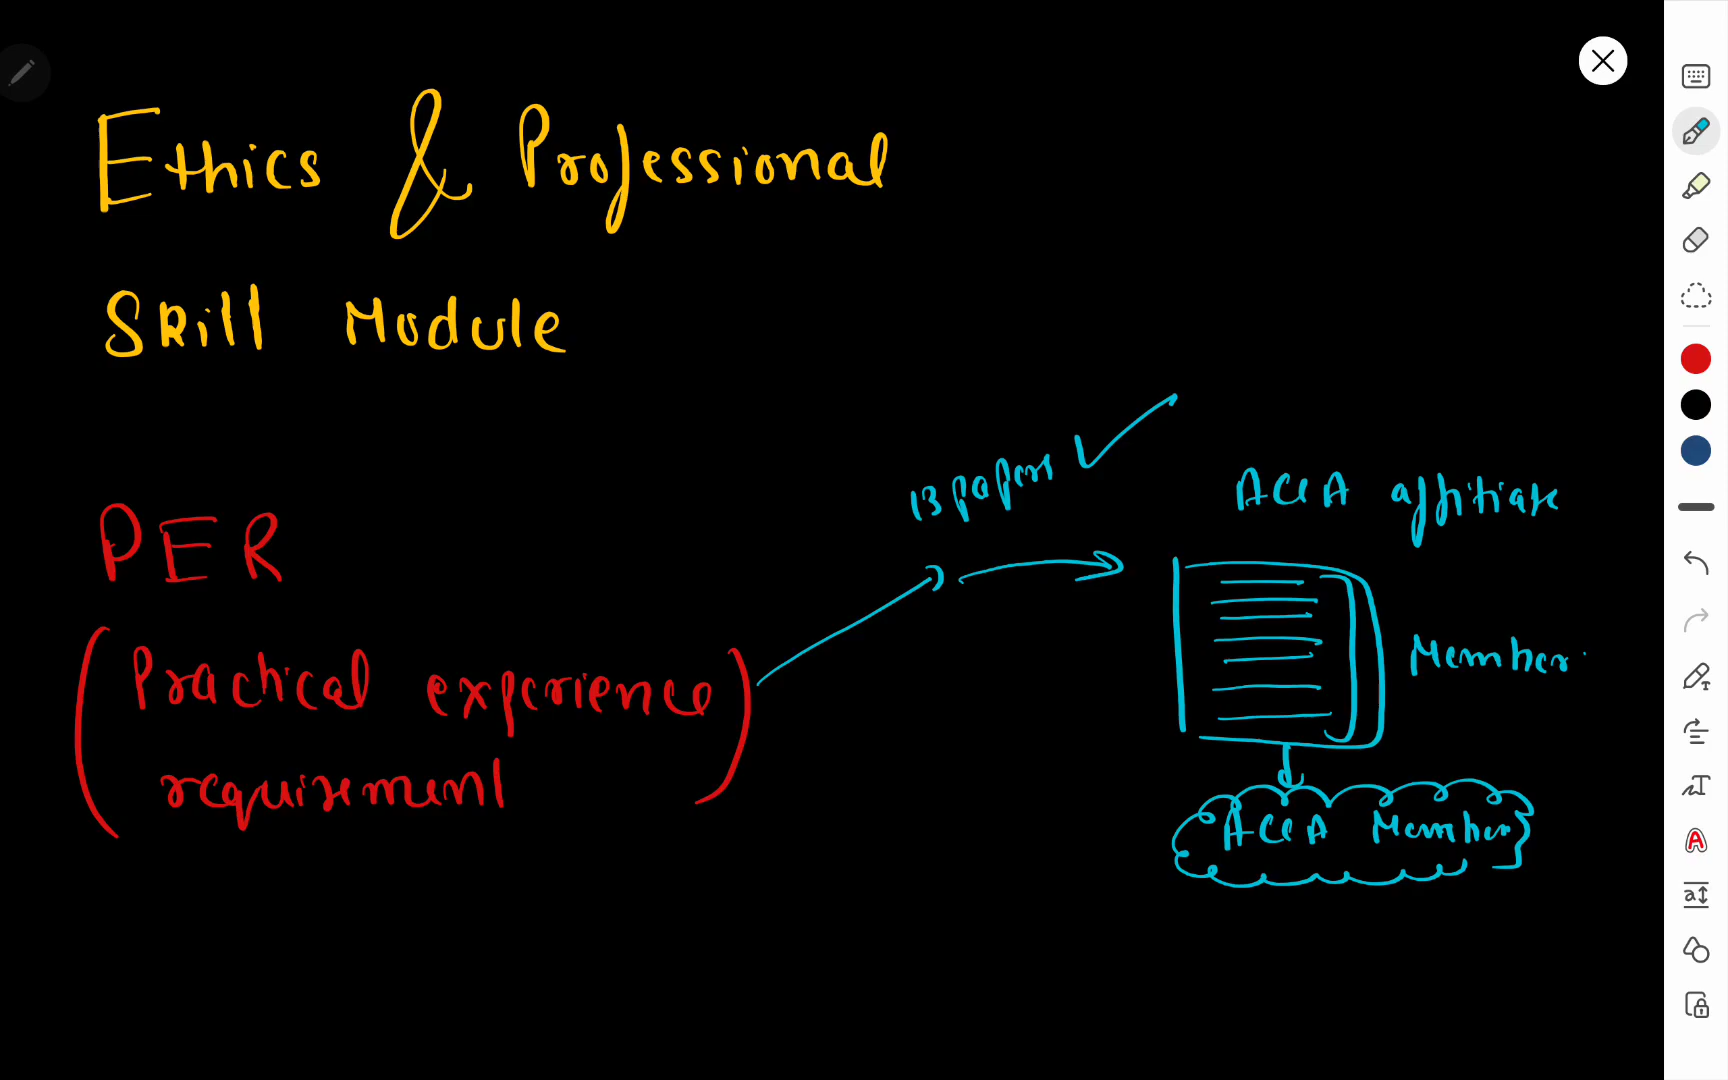 Ethics & Professional
Skill Module
13 papers
ACCA affiliate
PER
(Practical experience
requirement)
Member
ACCA Member